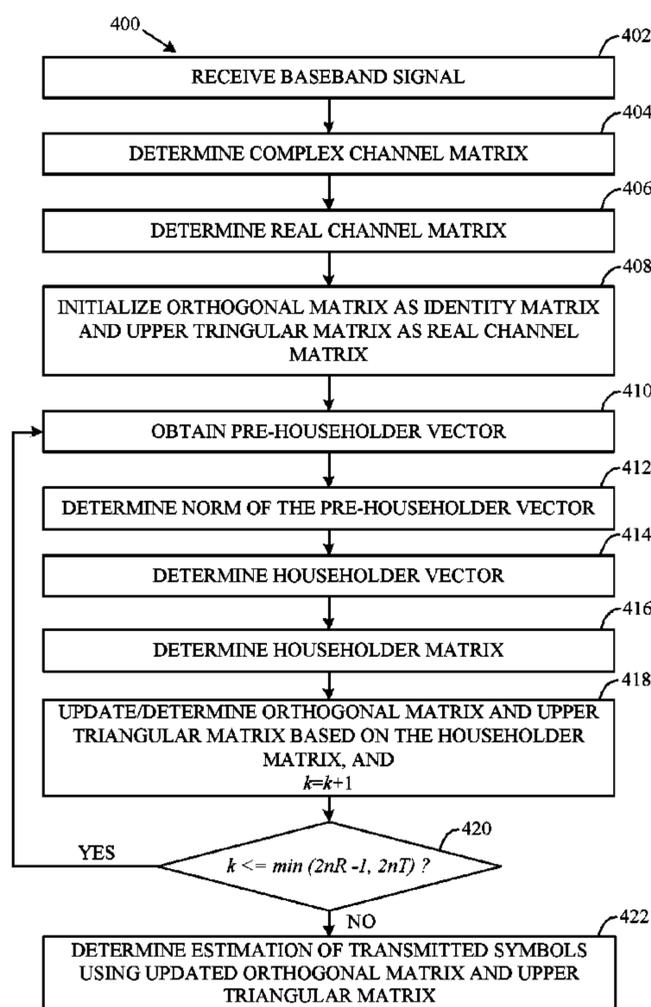 400
402
RECEIVE BASEBAND SIGNAL
404
DETERMINE COMPLEX CHANNEL MATRIX
406
DETERMINE REAL CHANNEL MATRIX
408
INITIALIZE ORTHOGONAL MATRIX AS IDENTITY MATRIX
AND UPPER TRINGULAR MATRIX AS REAL CHANNEL
MATRIX
410
OBTAIN PRE-HOUSEHOLDER VECTOR
412
DETERMINE NORM OF THE PRE-HOUSEHOLDER VECTOR
414
DETERMINE HOUSEHOLDER VECTOR
416
DETERMINE HOUSEHOLDER MATRIX
418
UPDATE/DETERMINE ORTHOGONAL MATRIX AND UPPER
TRIANGULAR MATRIX BASED ON THE HOUSEHOLDER
MATRIX, AND
k=k+1
420
YES
k <= min (2nR -1, 2nT) ?
NO
422
DETERMINE ESTIMATION OF TRANSMITTED SYMBOLS
USING UPDATED ORTHOGONAL MATRIX AND UPPER
TRIANGULAR MATRIX